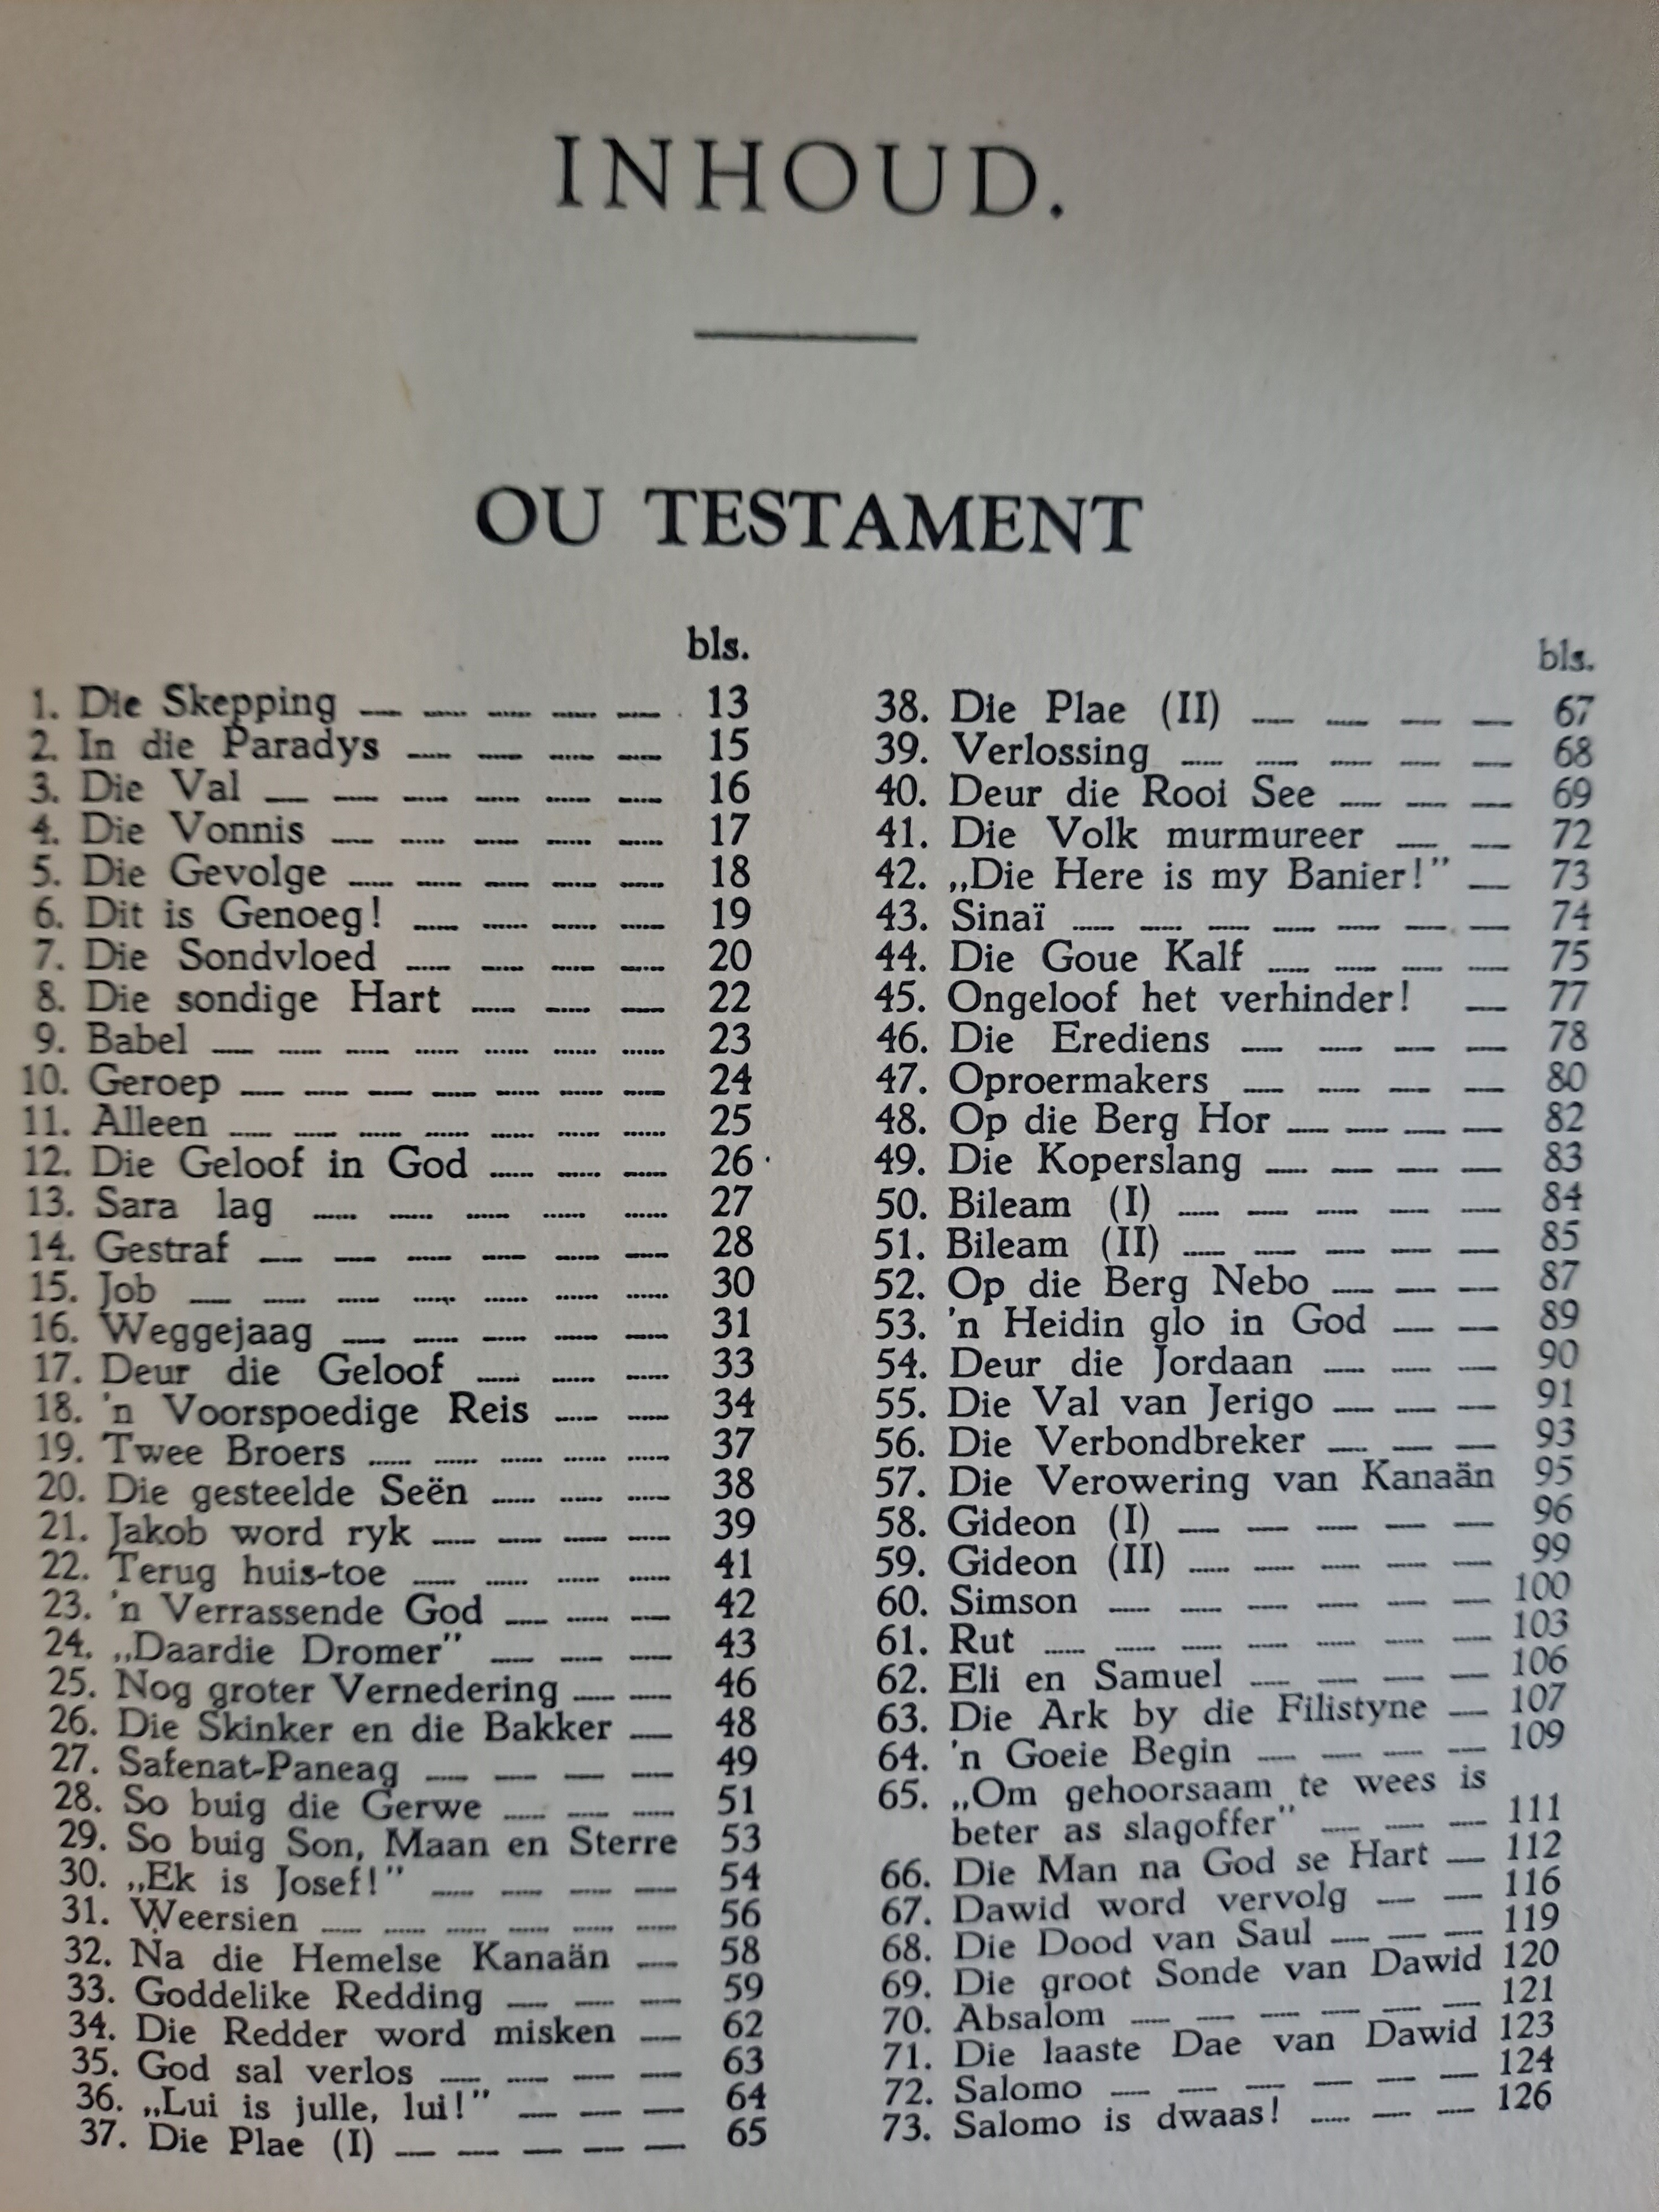 INHOUD.
OU TESTAMENT
bls.
1. Die Skepping 13
2. In die Paradys 15
3. Die Val 16
4. Die Vonnis 17
5. Die Gevolge 18
6. Dit is Genoeg! 19
7. Die Sondvloed 20
8. Die sondige Hart 22
9. Babel 23
10. Geroep 24
11. Alleen 25
12. Die Geloof in God 26
13. Sara lag 27
14. Gestraf 28
15. Job 30
16. Weggejaag 31
17. Deur die Geloof 33
18. 'n Voorspoedige Reis 34
19. Twee Broers 37
20. Die gesteelde Seën 38
21. Jakob word ryk 39
22. Terug huis-toe 41
23. 'n Verrassende God 42
24. „Daardie Dromer” 43
25. Nog groter Vernedering 46
26. Die Skinker en die Bakker 48
27. Safenat-Paneag 49
28. So buig die Gerwe 51
29. So buig Son, Maan en Sterre 53
30. „Ek is Josef!” 54
31. Weersien 56
32. Na die Hemelse Kanaän 58
33. Goddelike Redding 59
34. Die Redder word misken 62
35. God sal verlos 63
36. „Lui is julle, lui!” 64
37. Die Plae (I) 65
bls.
38. Die Plae (II) 67
39. Verlossing 68
40. Deur die Rooi See 69
41. Die Volk murmureer 72
42. „Die Here is my Banier!” 73
43. Sinaï 74
44. Die Goue Kalf 75
45. Ongeloof het verhinder! 77
46. Die Erediens 78
47. Oproermakers 80
48. Op die Berg Hor 82
49. Die Koperslang 83
50. Bileam (I) 84
51. Bileam (II) 85
52. Op die Berg Nebo 87
53. 'n Heidin glo in God 89
54. Deur die Jordaan 90
55. Die Val van Jerigo 91
56. Die Verbondbreker 93
57. Die Verowering van Kanaän 95
58. Gideon (I) 96
59. Gideon (II) 99
60. Simson 100
61. Rut 103
62. Eli en Samuel 106
63. Die Ark by die Filistyne 107
64. 'n Goeie Begin 109
65. „Om gehoorsaam te wees is
beter as slagoffer” 111
66. Die Man na God se Hart 112
67. Dawid word vervolg 116
68. Die Dood van Saul 119
69. Die groot Sonde van Dawid 120
70. Absalom 121
71. Die laaste Dae van Dawid 123
72. Salomo 124
73. Salomo is dwaas! 126